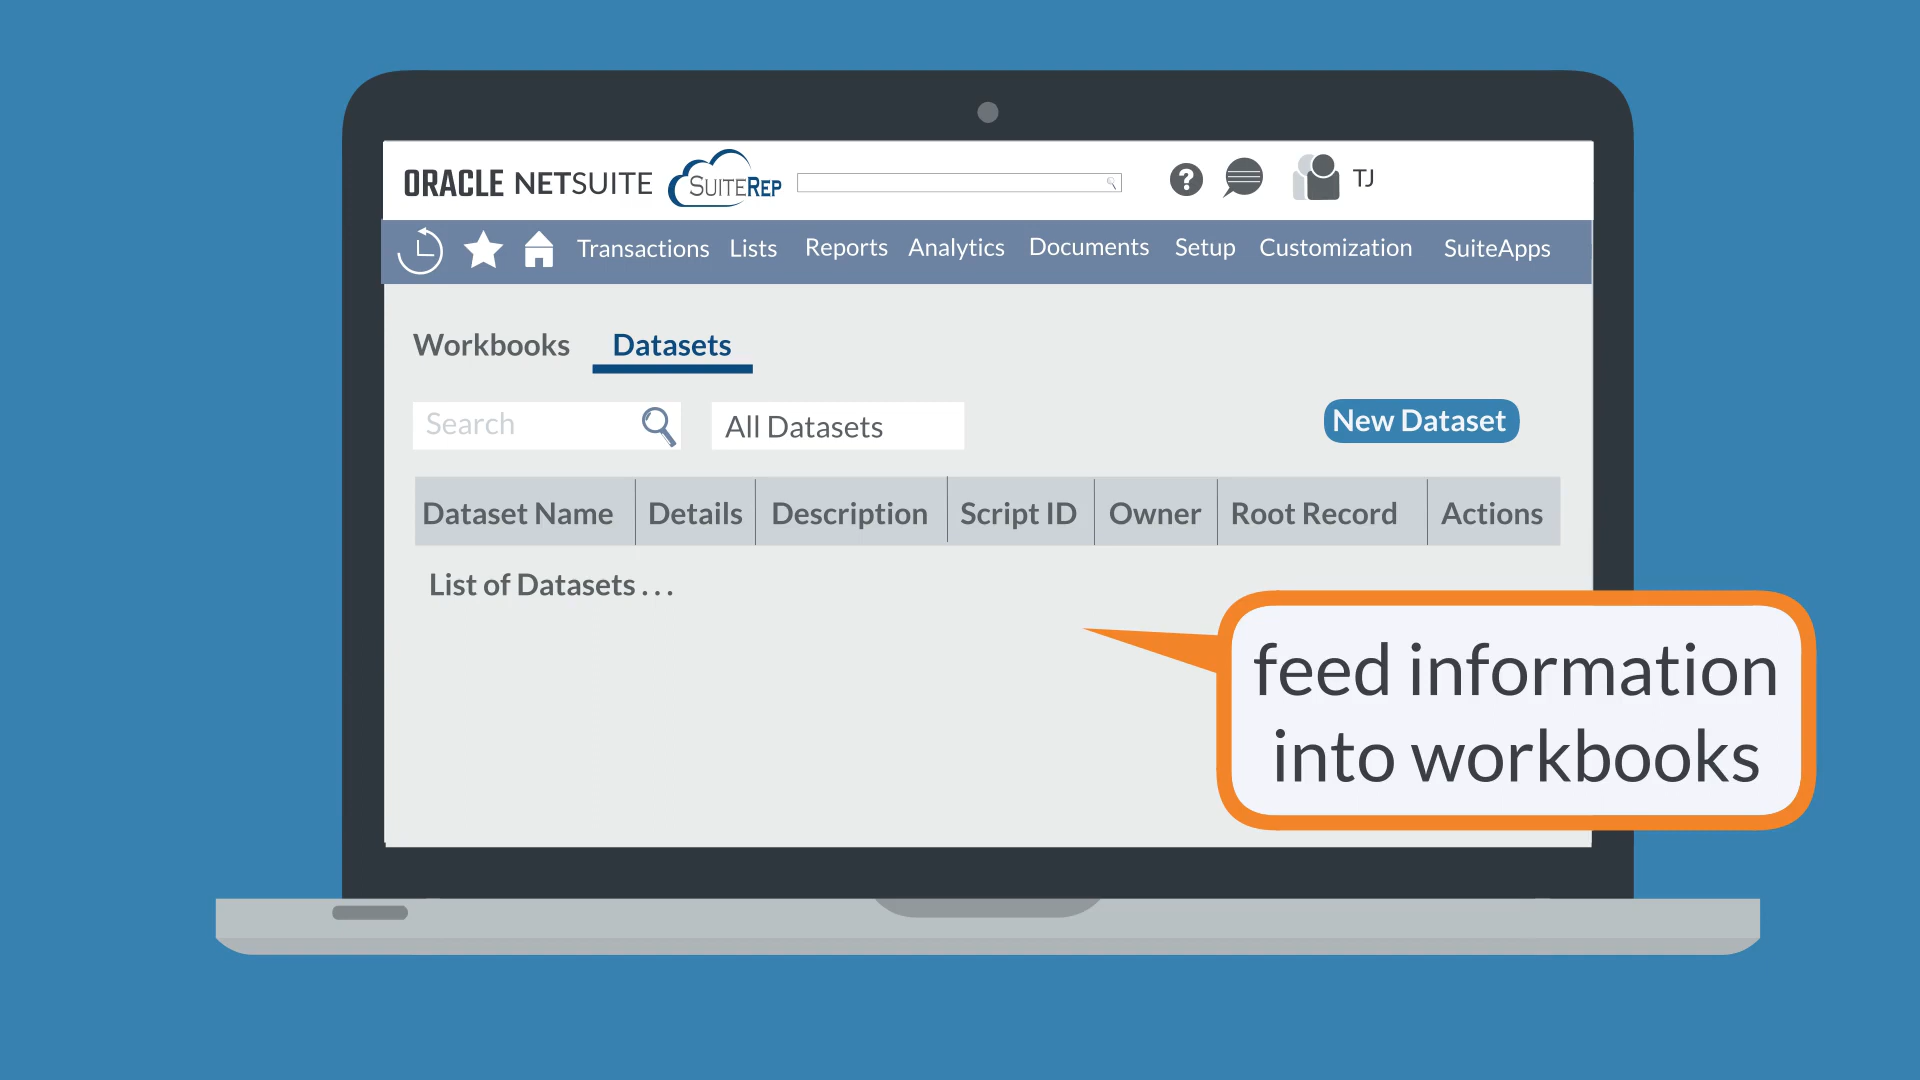 ORACLE NETSUITE SUITEREP ? TJ
Transactions Lists Reports Analytics Documents Setup Customization SuiteApps
Workbooks Datasets
Search All Datasets New Dataset
Dataset Name Details Description Script ID Owner Root Record Actions
List of Datasets . . .
feed information
into workbooks